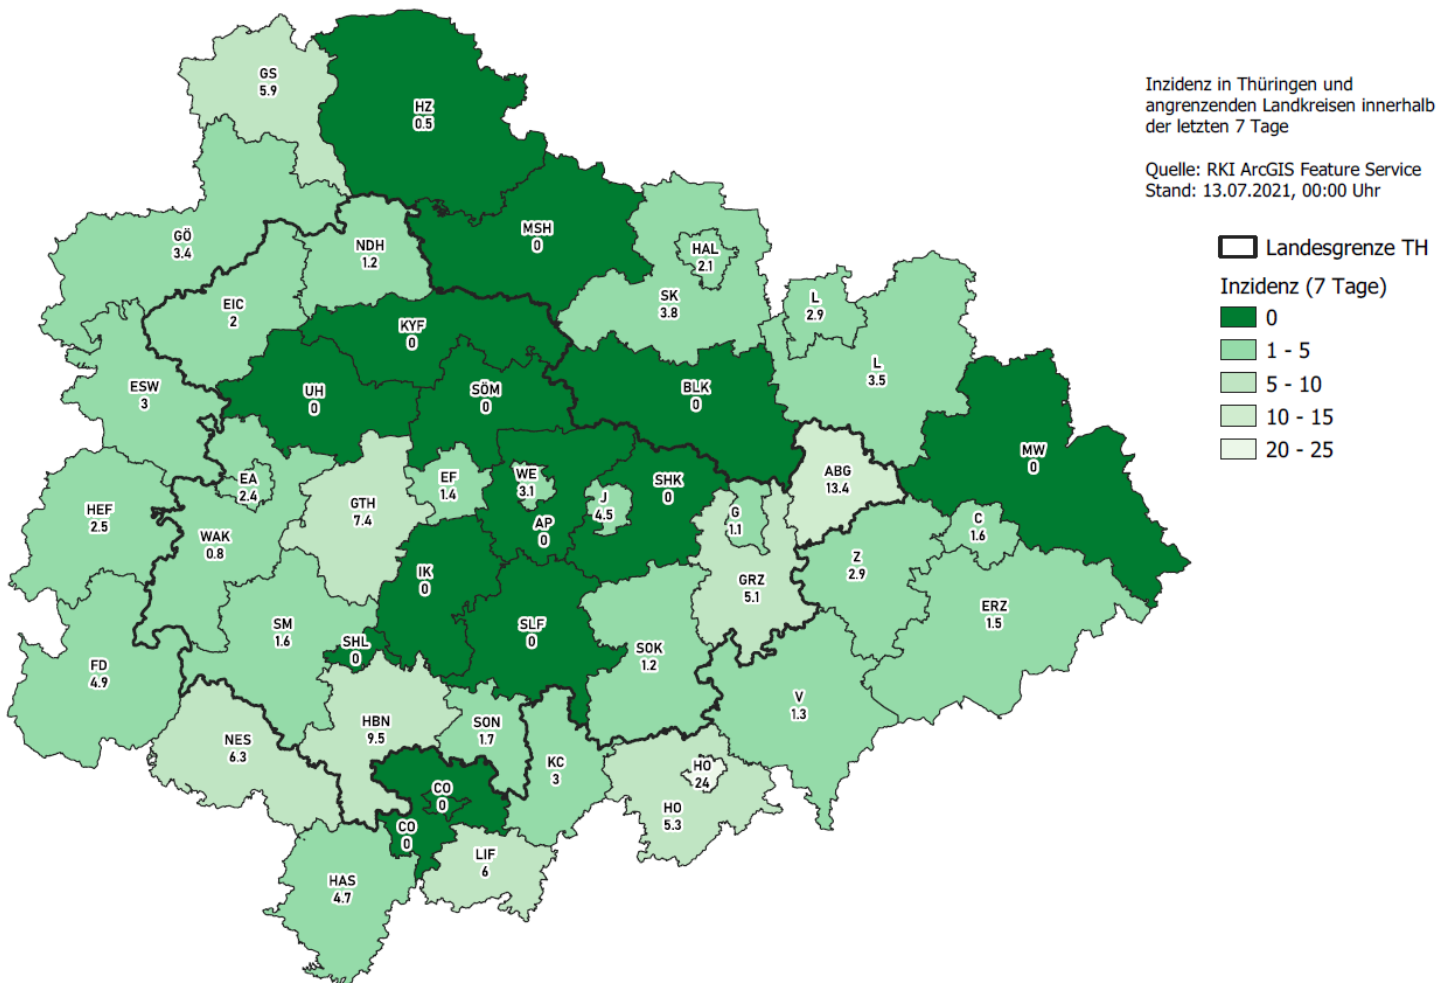 Inzidenz in Thüringen und
angrenzenden Landkreisen innerhalb
der letzten 7 Tage
Quelle: RKI ArcGIS Feature Service
Stand: 13.07.2021, 00:00 Uhr
Landesgrenze TH
Inzidenz (7 Tage)
0
1 - 5
5 - 10
10 - 15
20 - 25
GS
5.9
HZ
0.5
GÖ
3.4
NDH
1.2
MSH
0
HAL
2.1
SK
3.8
L
2.9
L
3.5
EIC
2
KYF
0
ESW
3
UH
0
SÖM
0
BLK
0
MW
0
EA
2.4
GTH
7.4
EF
1.4
WE
3.1
AP
0
J
4.5
SHK
0
G
1.1
ABG
13.4
HEF
2.5
WAK
0.8
C
1.6
Z
2.9
GRZ
5.1
ERZ
1.5
IK
0
SM
1.6
SHL
0
SLF
0
SOK
1.2
FD
4.9
V
1.3
NES
6.3
HBN
9.5
SON
1.7
KC
3
HO
24
HO
5.3
CO
0
CO
0
LIF
6
HAS
4.7